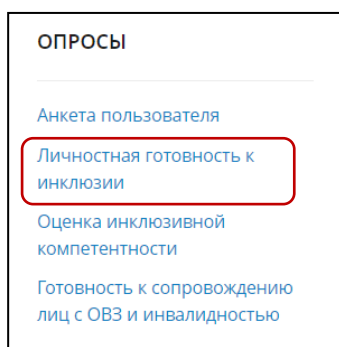 ОПРОСЫ
Анкета пользователя
Личностная готовность к
инклюзии
Оценка инклюзивной
компетентности
Готовность к сопровождению
лиц с ОВЗ и инвалидностью